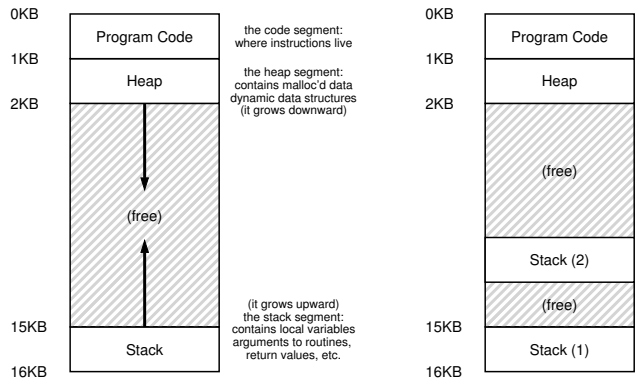 0KB
Program Code
the code segment:
where instructions live
1KB
Heap
the heap segment:
contains malloc'd data
dynamic data structures
(it grows downward)
2KB
(free)
(it grows upward)
the stack segment:
contains local variables
arguments to routines,
return values, etc.
15KB
Stack
16KB
0KB
Program Code
1KB
Heap
2KB
(free)
Stack (2)
(free)
15KB
Stack (1)
16KB